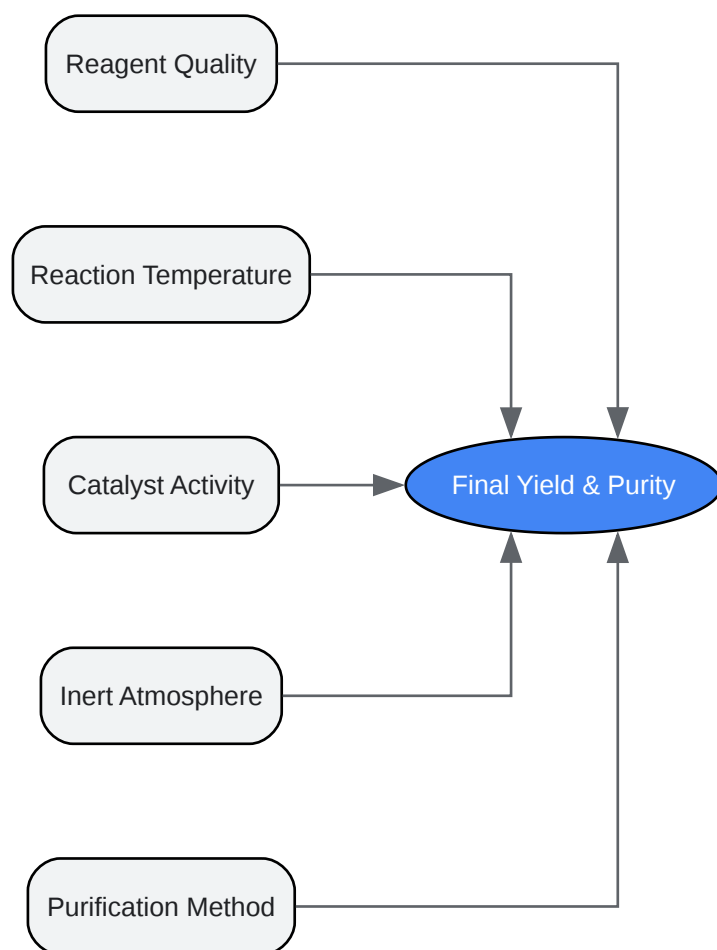 Reagent Quality
Reaction Temperature
Catalyst Activity
Final Yield & Purity
Inert Atmosphere
Purification Method